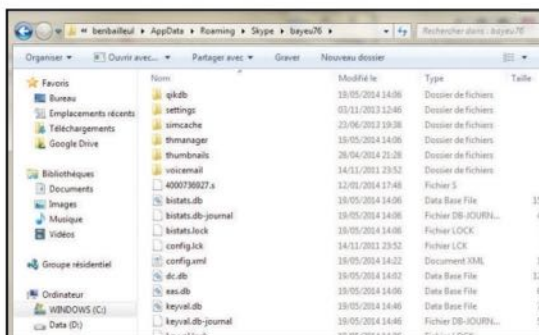 « benbailleul ▸ AppData ▸ Roaming ▸ Skype ▸ bayeu76 ▸
Rechercher dans : bayeu76
Organiser ▾ Ouvrir avec... ▾ Partager avec ▾ Graver Nouveau dossier
Nom Modifié le Type Taille
Favoris
Bureau
Emplacements récents
Téléchargements
Google Drive
Bibliothèques
Documents
Images
Musique
Vidéos
Groupe résidentiel
Ordinateur
WINDOWS (C:)
Data (D:)
qikdb 19/05/2014 14:06 Dossier de fichiers
settings 03/11/2013 12:46 Dossier de fichiers
simcache 23/06/2013 19:38 Dossier de fichiers
thmanager 19/05/2014 14:06 Dossier de fichiers
thumbnails 26/04/2014 21:28 Dossier de fichiers
voicemail 14/11/2011 23:52 Dossier de fichiers
4000736927.s 12/01/2014 17:48 Fichier S
bistats.db 19/05/2014 14:06 Data Base File
bistats.db-journal 19/05/2014 14:06 Fichier DB-JOURN...
bistats.lock 19/05/2014 14:06 Fichier LOCK
config.lck 14/11/2011 23:52 Fichier LCK
config.xml 19/05/2014 14:22 Document XML
dc.db 19/05/2014 14:02 Data Base File
eas.db 19/05/2014 14:06 Data Base File
keyval.db 19/05/2014 14:46 Data Base File
keyval.db-journal 19/05/2014 14:46 Fichier DB-JOURN...